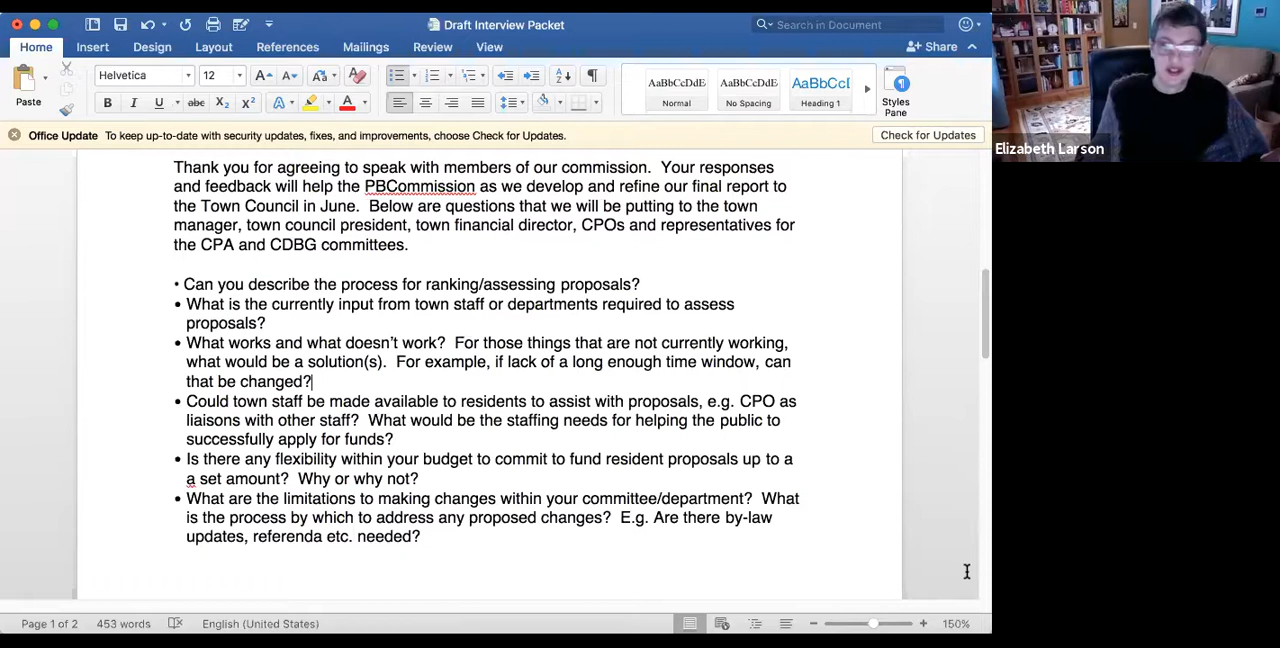 Draft Interview Packet
Search in Document
Home Insert Design Layout References Mailings Review View Share
Paste Helvetica 12 AaBbCcDdE AaBbCcDdE AaBbCcI
B I U abc X2 X2 A A Normal No Spacing Heading 1 Styles Pane
Office Update To keep up-to-date with security updates, fixes, and improvements, choose Check for Updates. Check for Updates
Elizabeth Larson
Thank you for agreeing to speak with members of our commission. Your responses
and feedback will help the PBCommission as we develop and refine our final report to
the Town Council in June. Below are questions that we will be putting to the town
manager, town council president, town financial director, CPOs and representatives for
the CPA and CDBG committees.
• Can you describe the process for ranking/assessing proposals?
• What is the currently input from town staff or departments required to assess
proposals?
• What works and what doesn't work? For those things that are not currently working,
what would be a solution(s). For example, if lack of a long enough time window, can
that be changed?
• Could town staff be made available to residents to assist with proposals, e.g. CPO as
liaisons with other staff? What would be the staffing needs for helping the public to
successfully apply for funds?
• Is there any flexibility within your budget to commit to fund resident proposals up to a
a set amount? Why or why not?
• What are the limitations to making changes within your committee/department? What
is the process by which to address any proposed changes? E.g. Are there by-law
updates, referenda etc. needed?
Page 1 of 2 453 words English (United States) 150%